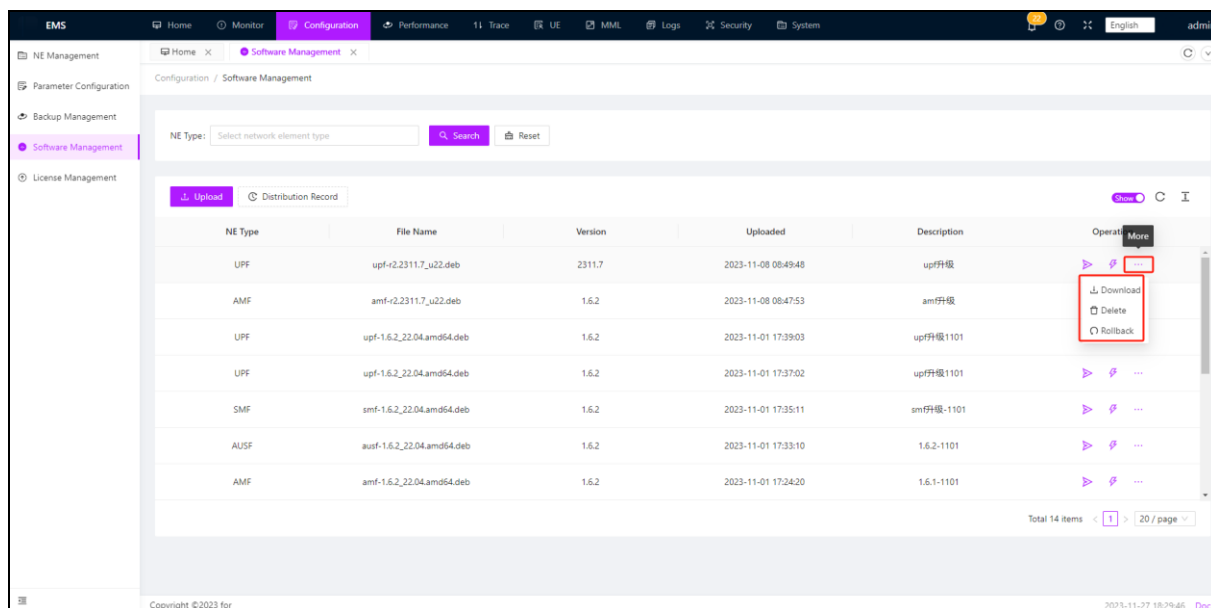 EMS Home Monitor Configuration Performance Trace UE MML Logs Security System 22 English admi
NE Management
Parameter Configuration
Backup Management
Software Management
License Management
Home Software Management
Configuration / Software Management
NE Type: Select network element type Search Reset
Upload Distribution Record Show
NE Type File Name Version Uploaded Description Operati
More
UPF upf-r2.2311.7_u22.deb 2311.7 2023-11-08 08:49:48 upf升级
Download
Delete
Rollback
AMF amf-r2.2311.7_u22.deb 1.6.2 2023-11-08 08:47:53 amf升级
UPF upf-1.6.2_22.04.amd64.deb 1.6.2 2023-11-01 17:39:03 upf升级1101
UPF upf-1.6.2_22.04.amd64.deb 1.6.2 2023-11-01 17:37:02 upf升级1101
SMF smf-1.6.2_22.04.amd64.deb 1.6.2 2023-11-01 17:35:11 smf升级-1101
AUSF ausf-1.6.2_22.04.amd64.deb 1.6.2 2023-11-01 17:33:10 1.6.2-1101
AMF amf-1.6.2_22.04.amd64.deb 1.6.2 2023-11-01 17:24:20 1.6.1-1101
Total 14 items < 1 > 20 / page
Copyright ©2023 for 2023-11-27 18:29:46 Doc